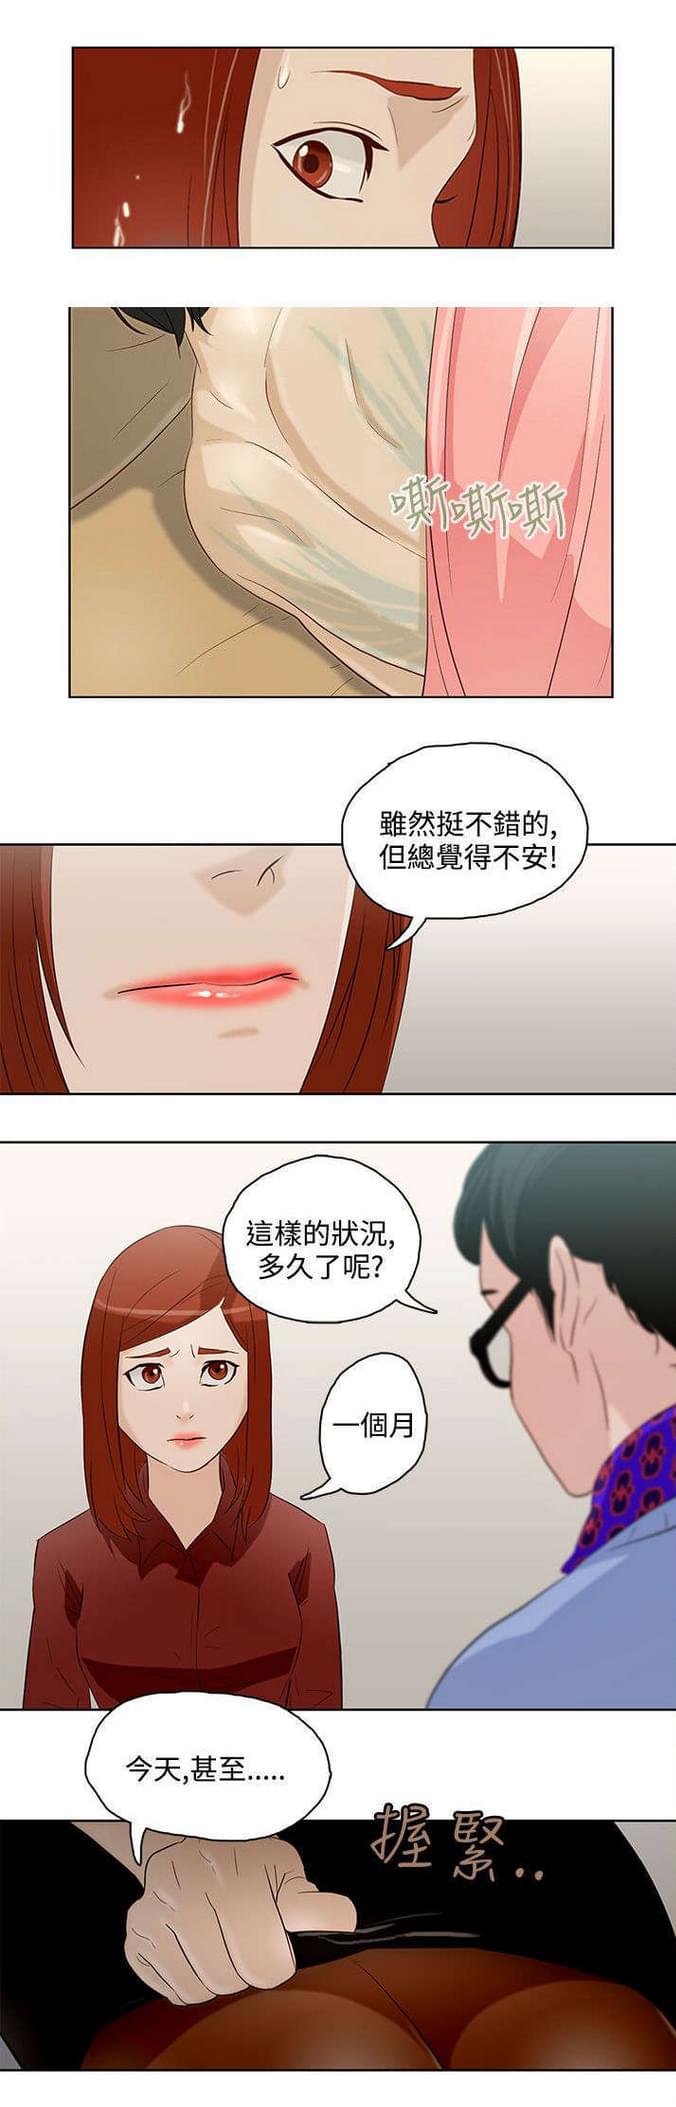 嘶嘶嘶
雖然挺不錯的,
但總覺得不安!
這樣的狀況,
多久了呢?
一個月
今天,甚至.....
握緊..